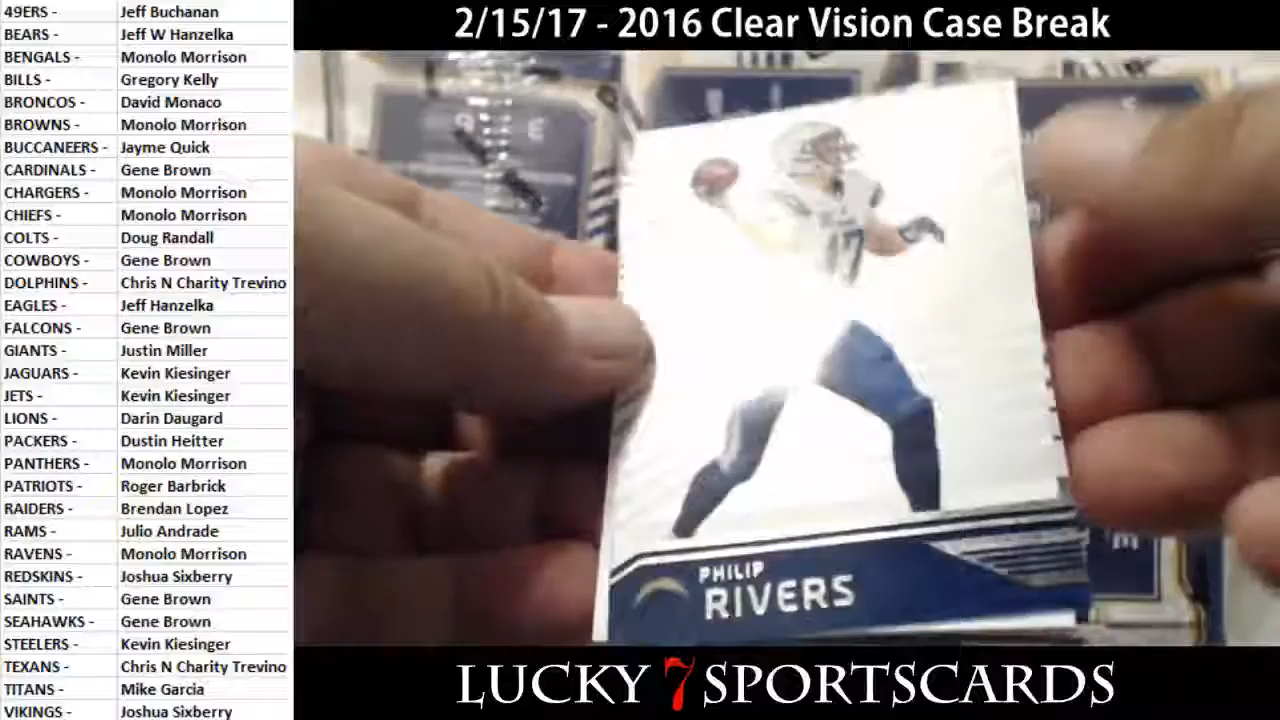 49ERS - Jeff Buchanan
BEARS - Jeff W Hanzelka
BENGALS - Monolo Morrison
BILLS - Gregory Kelly
BRONCOS - David Monaco
BROWNS - Monolo Morrison
BUCCANEERS - Jayme Quick
CARDINALS - Gene Brown
CHARGERS - Monolo Morrison
CHIEFS - Monolo Morrison
COLTS - Doug Randall
COWBOYS - Gene Brown
DOLPHINS - Chris N Charity Trevino
EAGLES - Jeff Hanzelka
FALCONS - Gene Brown
GIANTS - Justin Miller
JAGUARS - Kevin Kiesinger
JETS - Kevin Kiesinger
LIONS - Darin Daugard
PACKERS - Dustin Heitter
PANTHERS - Monolo Morrison
PATRIOTS - Roger Barbrick
RAIDERS - Brendan Lopez
RAMS - Julio Andrade
RAVENS - Monolo Morrison
REDSKINS - Joshua Sixberry
SAINTS - Gene Brown
SEAHAWKS - Gene Brown
STEELERS - Kevin Kiesinger
TEXANS - Chris N Charity Trevino
TITANS - Mike Garcia
VIKINGS - Joshua Sixberry
2/15/17 - 2016 Clear Vision Case Break
17
PHILIP
RIVERS
LUCKY 7 SPORTSCARDS